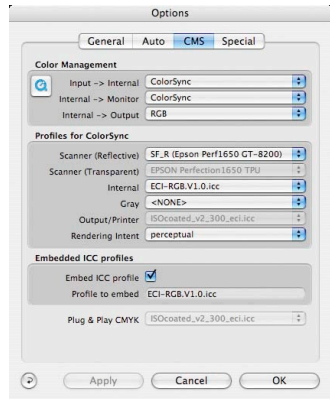 Options
General Auto CMS Special
Color Management
Input -> Internal ColorSync
Internal -> Monitor ColorSync
Internal -> Output RGB
Profiles for ColorSync
Scanner (Reflective) SF_R (Epson Perf1650 GT-8200)
Scanner (Transparent) EPSON Perfection1650 TPU
Internal ECI-RGB.V1.0.icc
Gray <NONE>
Output/Printer ISOcoated_v2_300_eci.icc
Rendering Intent perceptual
Embedded ICC profiles
Embed ICC profile
Profile to embed ECI-RGB.V1.0.icc
Plug & Play CMYK ISOcoated_v2_300_eci.icc
Apply Cancel OK